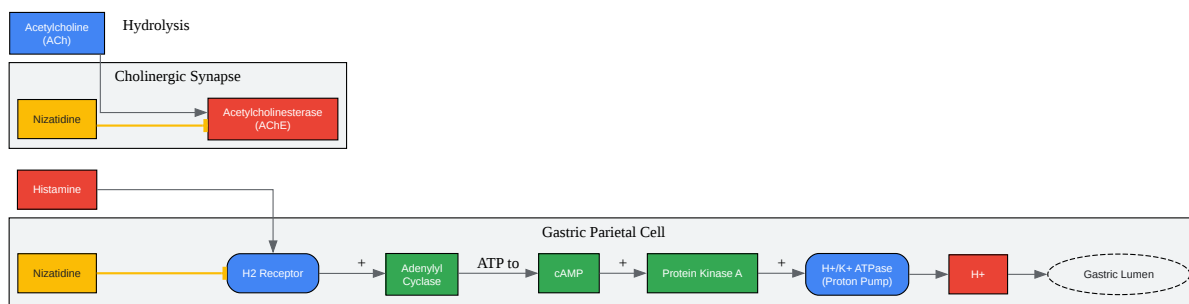 Acetylcholine
(ACh)
Hydrolysis
Cholinergic Synapse
Nizatidine
Acetylcholinesterase
(AChE)
Histamine
Gastric Parietal Cell
Nizatidine
H2 Receptor
+
Adenylyl
Cyclase
ATP to
cAMP
+
Protein Kinase A
+
H+/K+ ATPase
(Proton Pump)
H+
Gastric Lumen